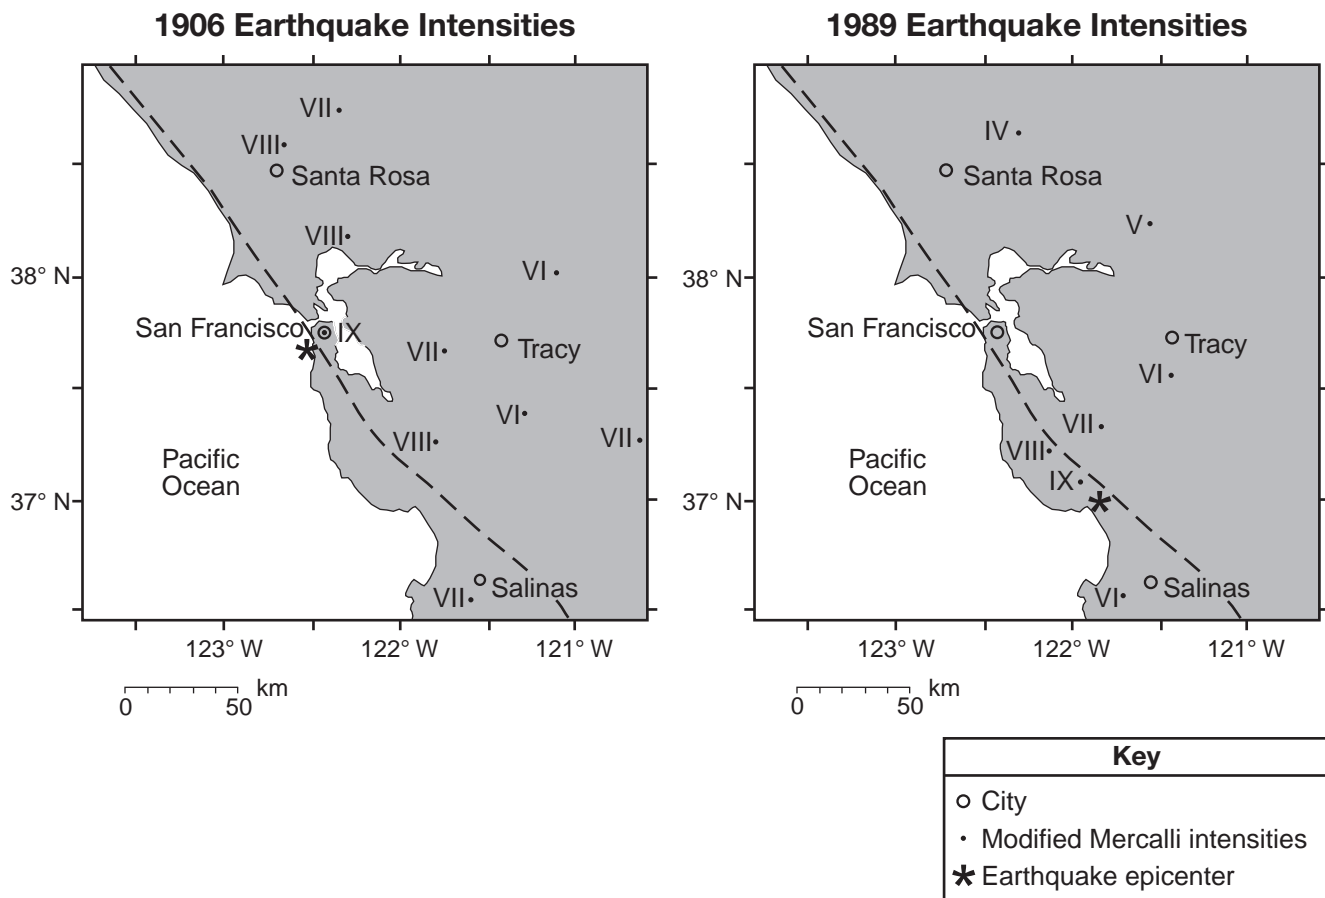 1906 Earthquake Intensities
VII
VIII
Santa Rosa
VIII
38° N
VI
San Francisco
IX
VII
Tracy
VI
VIII
VII
Pacific
Ocean
37° N
Salinas
VII
123° W 122° W 121° W
0 50 km
1989 Earthquake Intensities
IV
Santa Rosa
V
38° N
San Francisco
Tracy
VI
VII
VIII
Pacific
Ocean
IX
37° N
Salinas
VI
123° W 122° W 121° W
0 50 km
Key
City
Modified Mercalli intensities
Earthquake epicenter